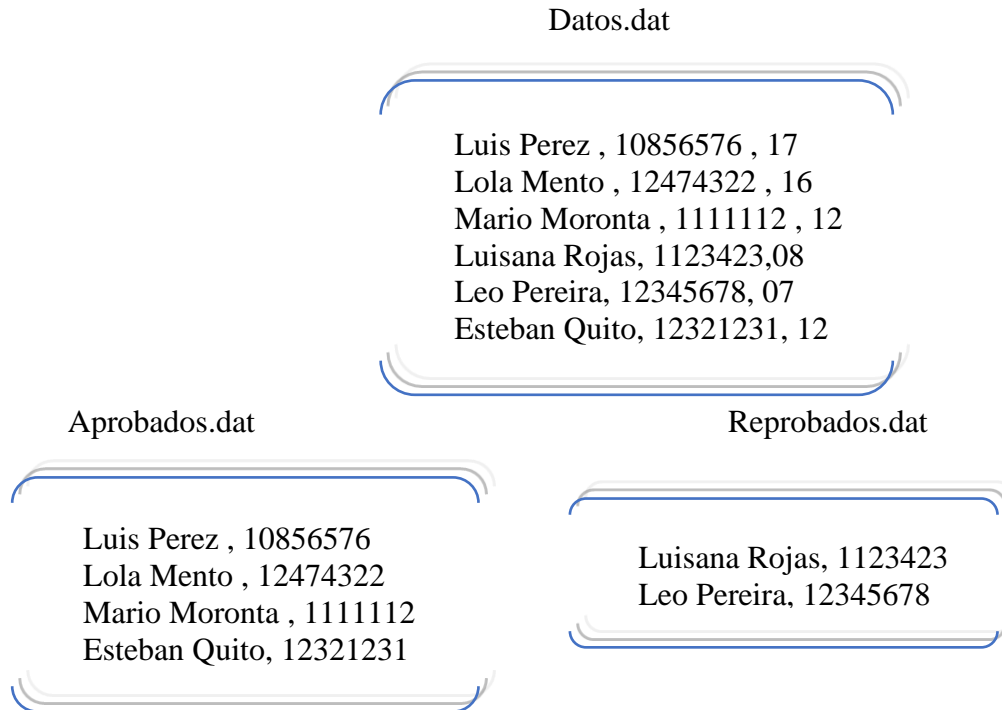 Datos.dat
Luis Perez , 10856576 , 17
Lola Mento , 12474322 , 16
Mario Moronta , 1111112 , 12
Luisana Rojas, 1123423,08
Leo Pereira, 12345678, 07
Esteban Quito, 12321231, 12
Aprobados.dat
Luis Perez , 10856576
Lola Mento , 12474322
Mario Moronta , 1111112
Esteban Quito, 12321231
Reprobados.dat
Luisana Rojas, 1123423
Leo Pereira, 12345678